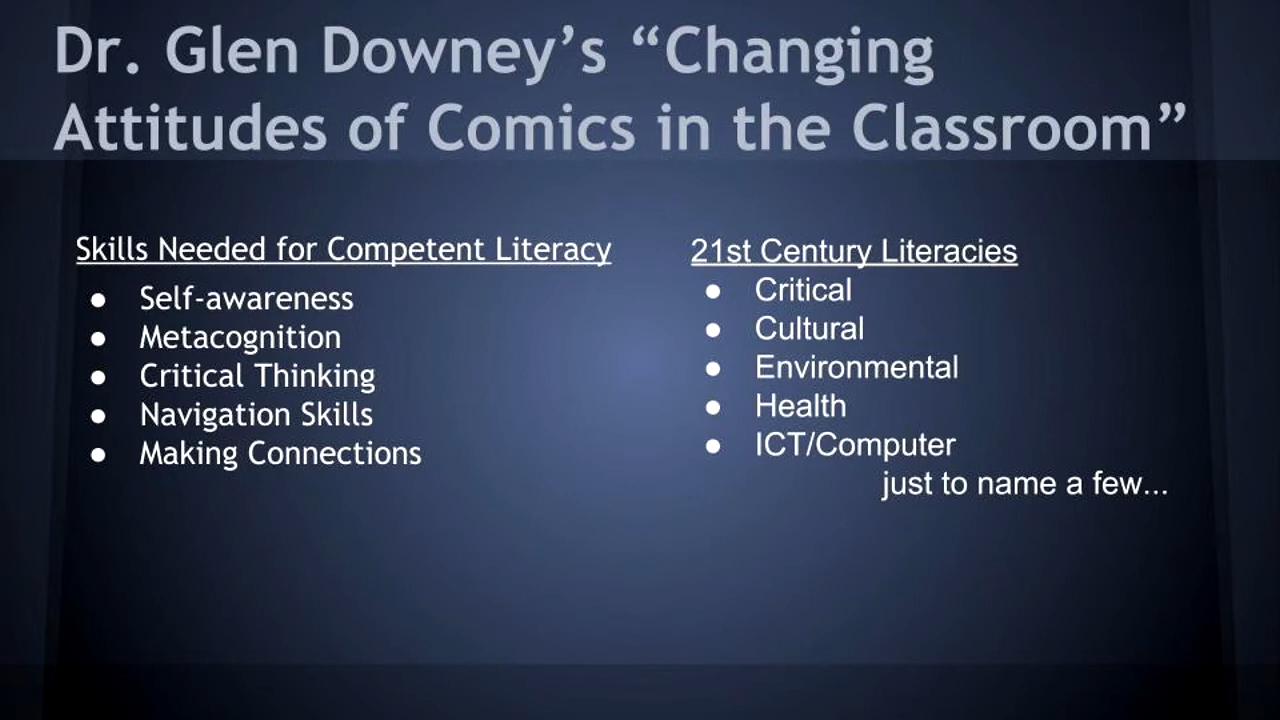 Dr. Glen Downey’s “Changing
Attitudes of Comics in the Classroom”
Skills Needed for Competent Literacy
● Self-awareness
● Metacognition
● Critical Thinking
● Navigation Skills
● Making Connections
21st Century Literacies
● Critical
● Cultural
● Environmental
● Health
● ICT/Computer
just to name a few...